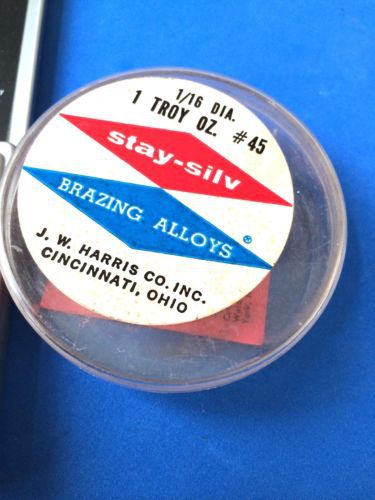 1/16 DIA.
1 TROY OZ. #45
stay-silv
BRAZING ALLOYS ®
J. W. HARRIS CO. INC.
CINCINNATI, OHIO